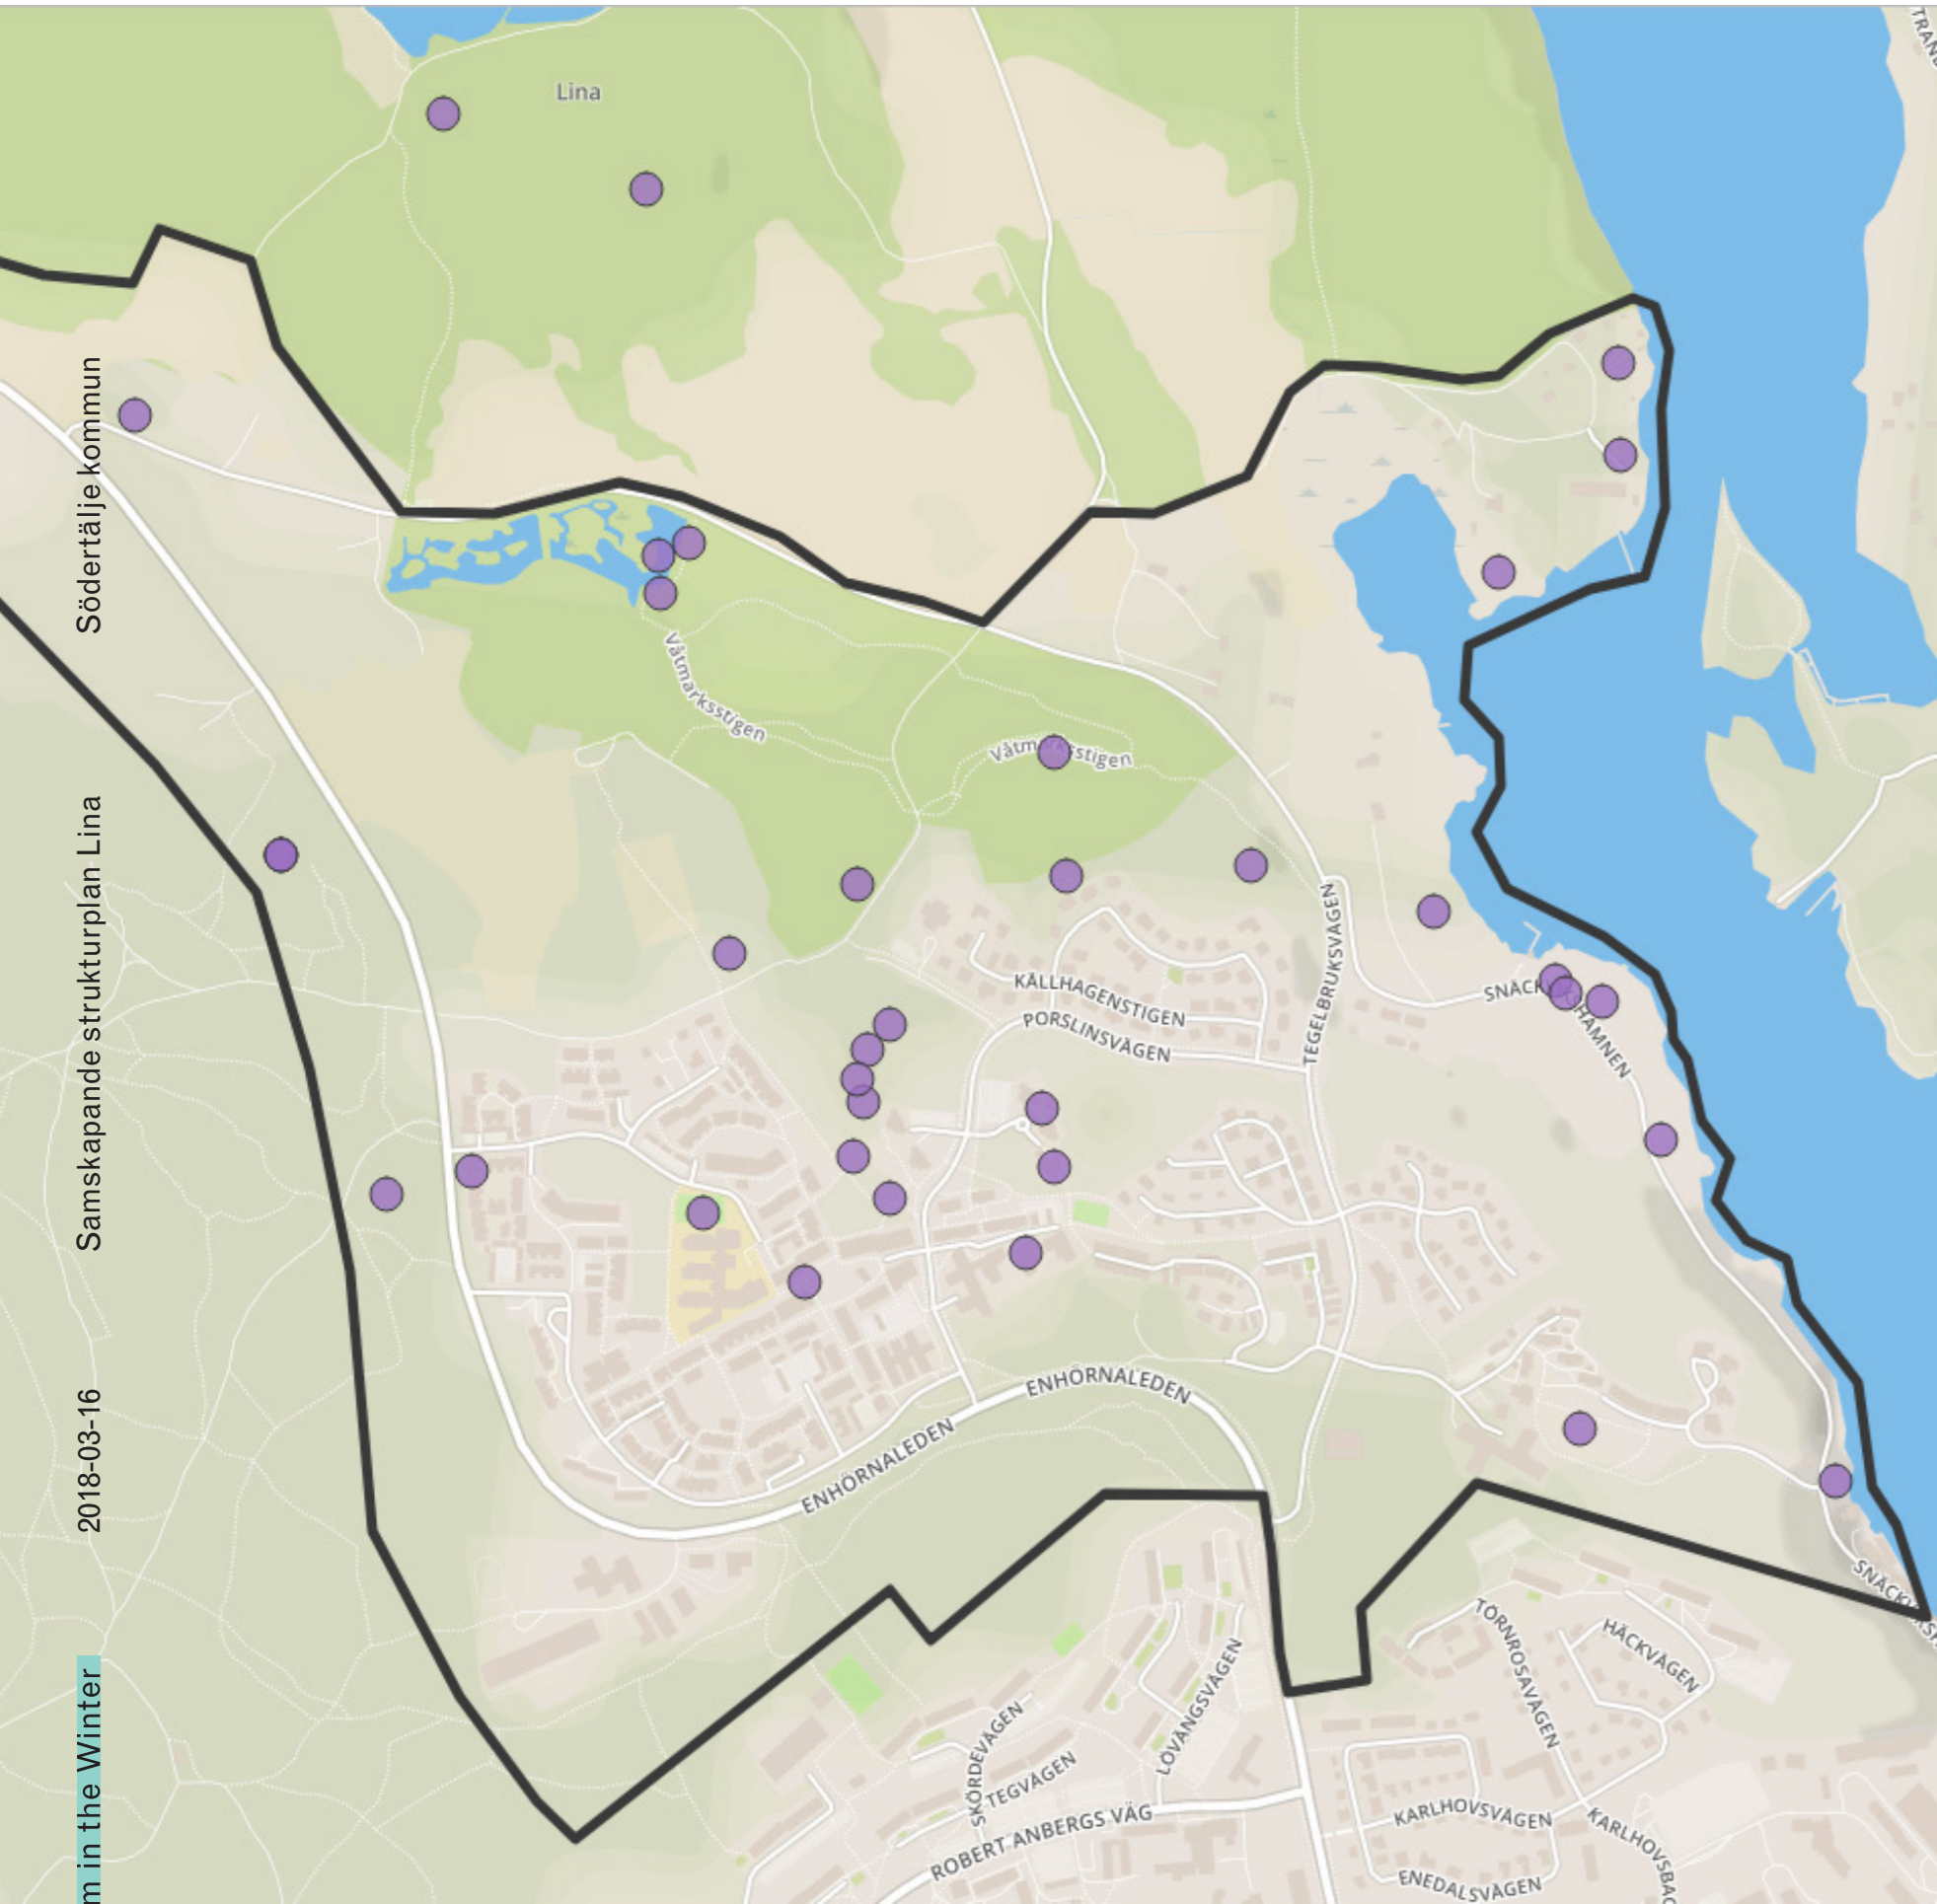 Lina
Södertälje kommun
Samskapande strukturplan Lina
2018-03-16
m in the Winter
Våtmarksstigen
KÄLLHAGENSTIGEN
PORSLINSVÄGEN
TEGELBRUKSVÄGEN
HAMNEN
ENHÖRNALEDEN
ENHÖRNALEDEN
TÖRNROSAVÄGEN
HÄCKVÄGEN
LÖVÄNGSVÄGEN
SKÖRDEVÄGEN
TEGVÄGEN
ROBERT ANBERGS VÄG
KARLHOVSVÄGEN
ENEDALSVÄGEN